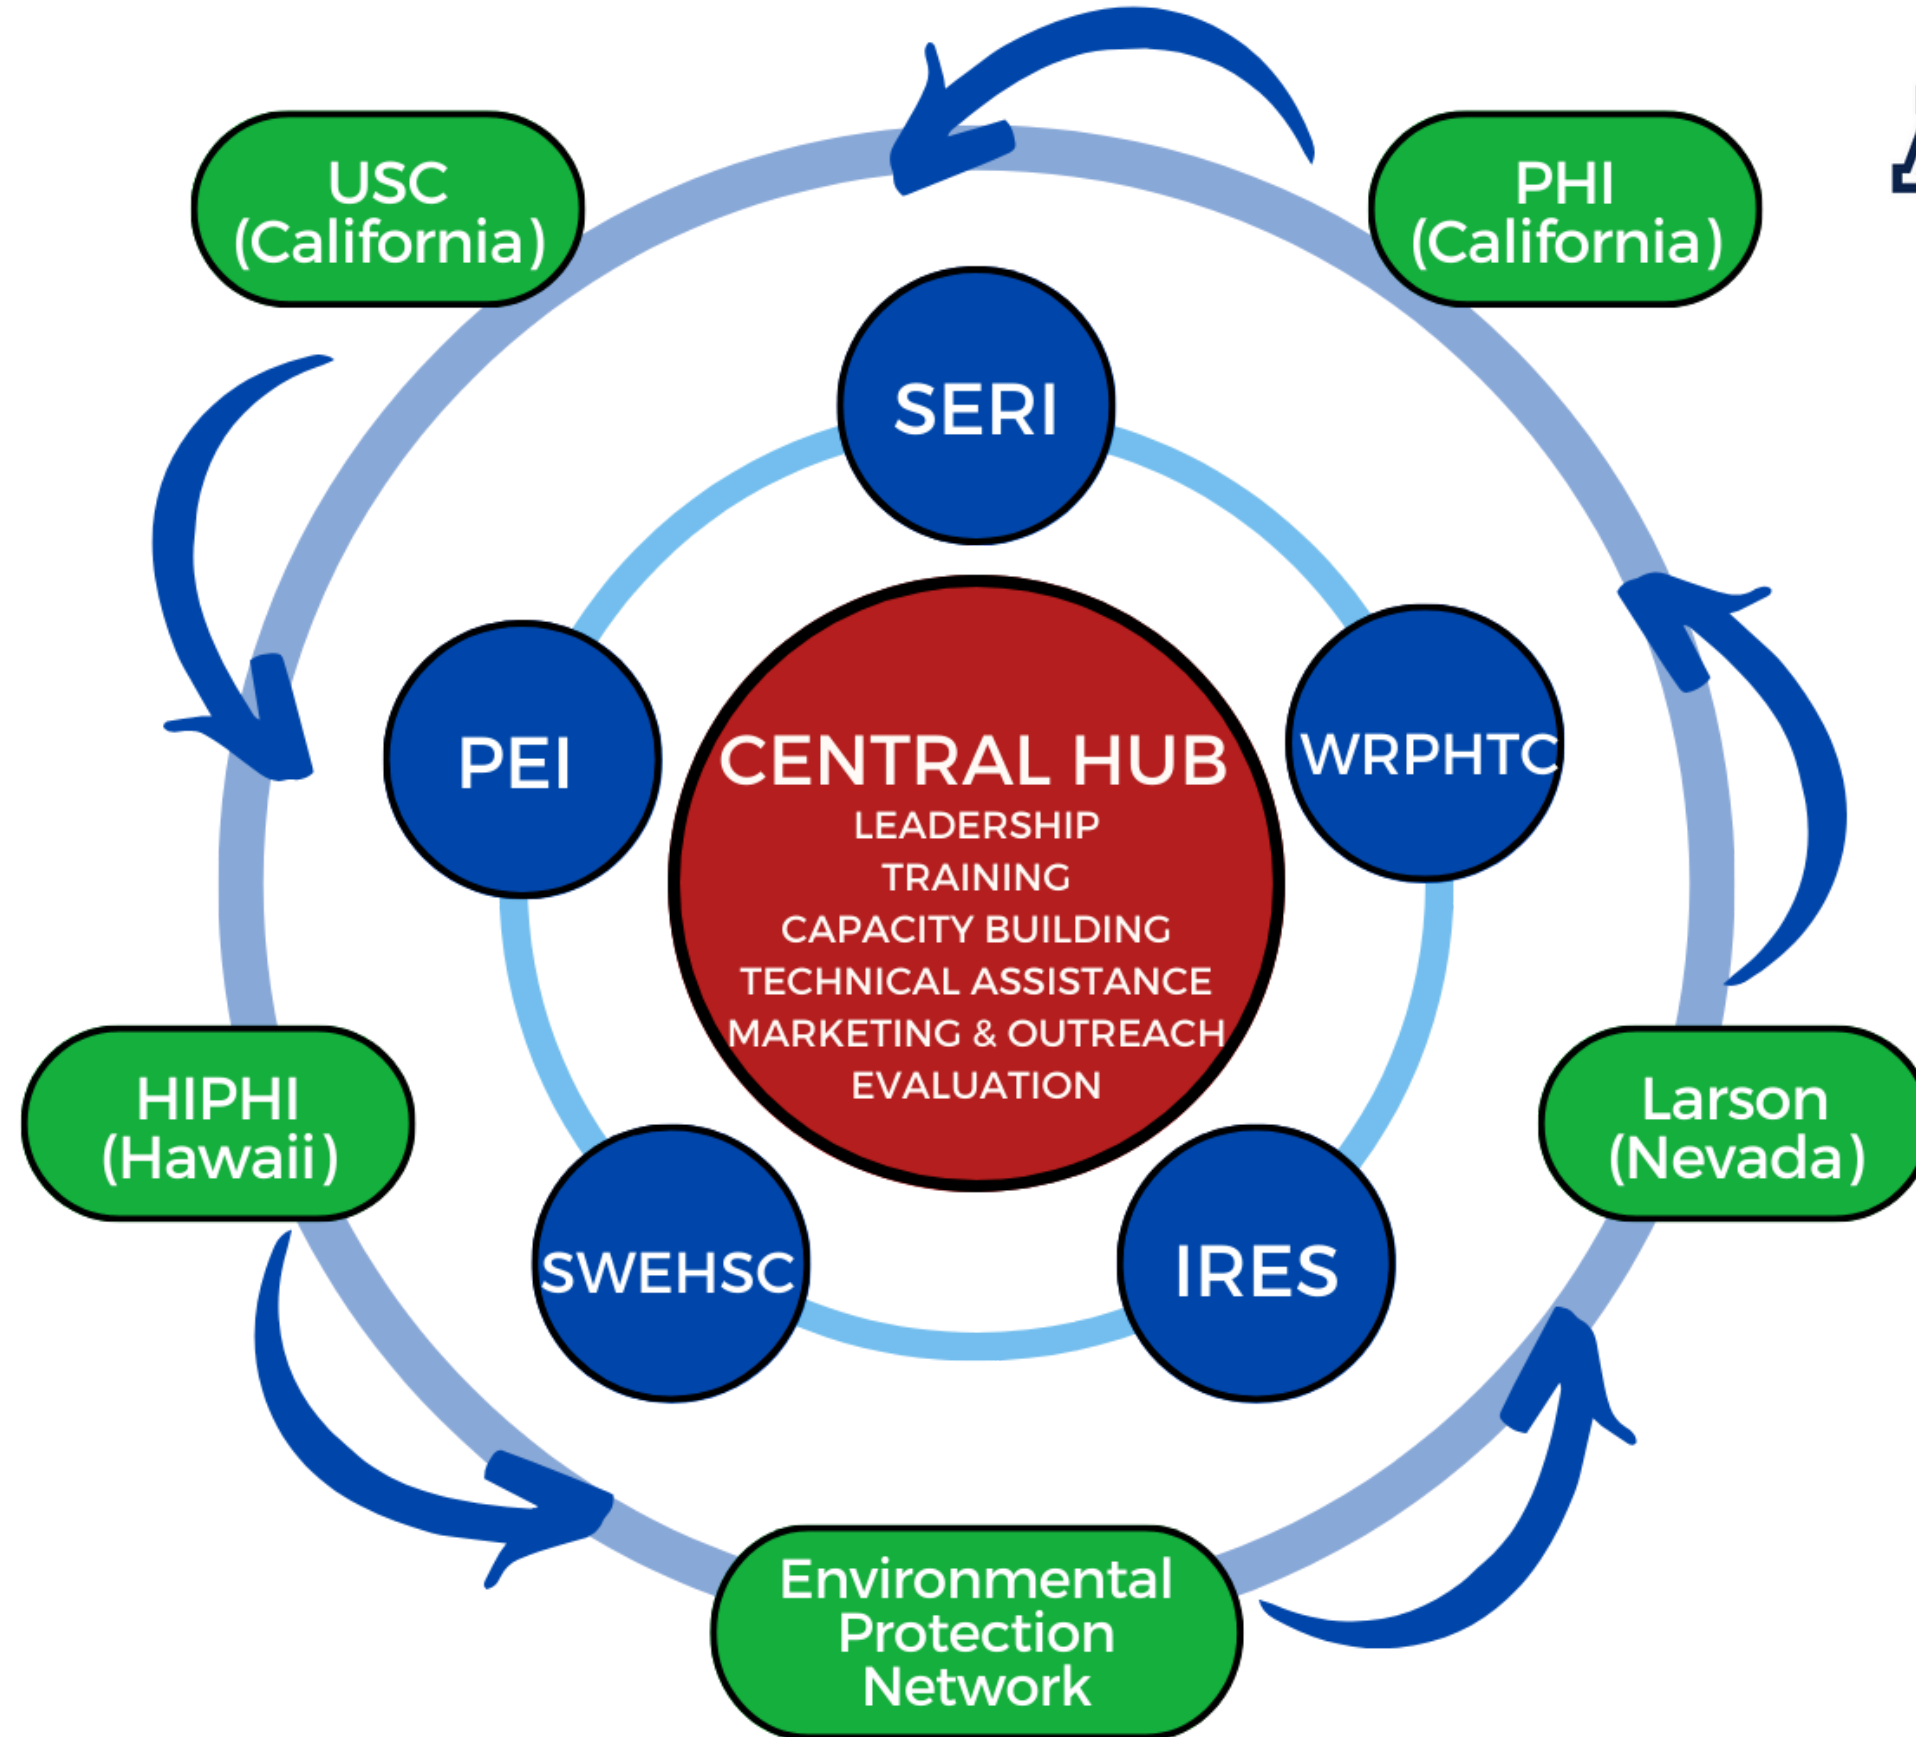 USC
(California)
PHI
(California)
SERI
PEI
WRPHTC
CENTRAL HUB
LEADERSHIP
TRAINING
CAPACITY BUILDING
TECHNICAL ASSISTANCE
MARKETING & OUTREACH
EVALUATION
HIPHI
(Hawaii)
Larson
(Nevada)
SWEHSC
IRES
Environmental
Protection
Network